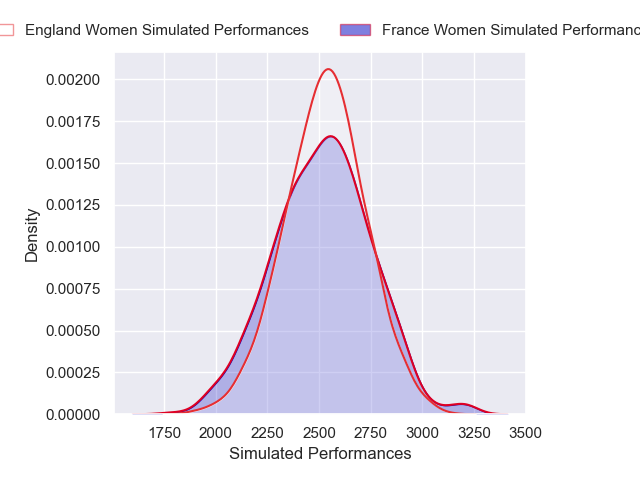 England Women Simulated Performances
France Women Simulated Performanc
0.00200
0.00175
0.00150
0.00125
0.00100
0.00075
0.00050
0.00025
0.00000
Density
1750 2000 2250 2500 2750 3000 3250 3500
Simulated Performances